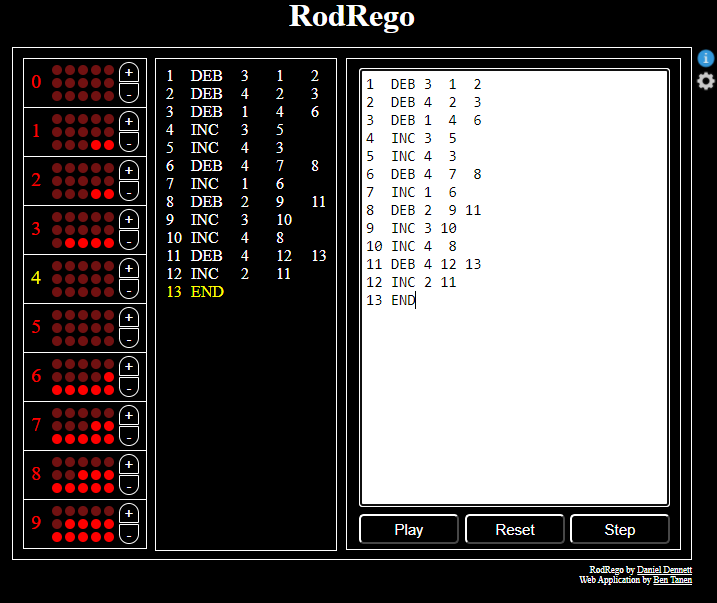 RodRego
0 + -
1 + -
2 + -
3 + -
4 + -
5 + -
6 + -
7 + -
8 + -
9 + -
1 DEB 3 1 2
2 DEB 4 2 3
3 DEB 1 4 6
4 INC 3 5
5 INC 4 3
6 DEB 4 7 8
7 INC 1 6
8 DEB 2 9 11
9 INC 3 10
10 INC 4 8
11 DEB 4 12 13
12 INC 2 11
13 END
1 DEB 3 1 2
2 DEB 4 2 3
3 DEB 1 4 6
4 INC 3 5
5 INC 4 3
6 DEB 4 7 8
7 INC 1 6
8 DEB 2 9 11
9 INC 3 10
10 INC 4 8
11 DEB 4 12 13
12 INC 2 11
13 END
Play Reset Step
i
RodRego by Daniel Dennett
Web Application by Ben Tanen